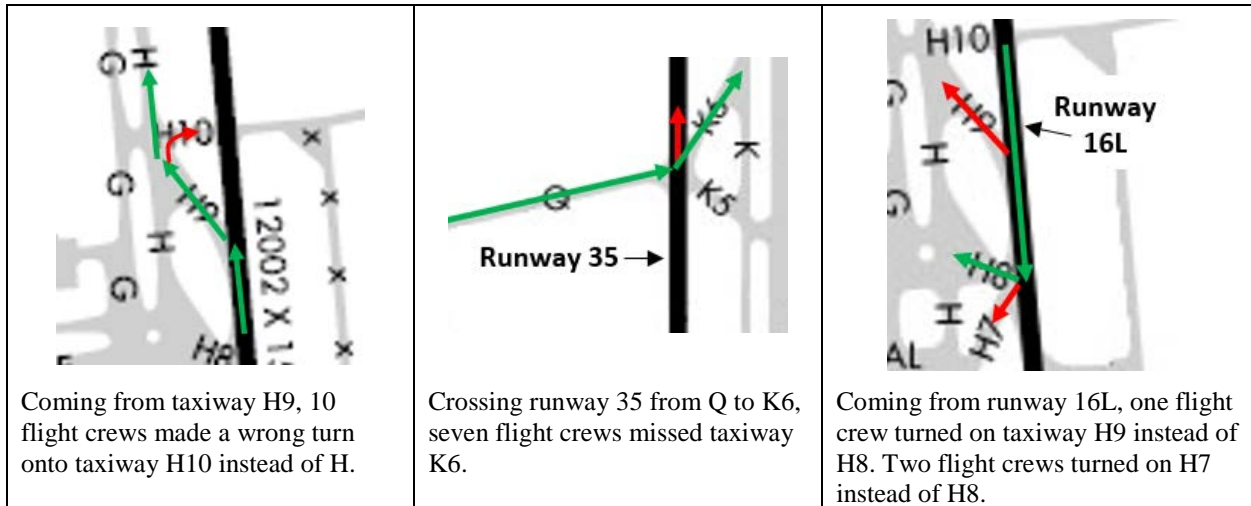 G
H
H10
G
H9
H
12002 X 15
G
H8
x
x
x
Coming from taxiway H9, 10
flight crews made a wrong turn
onto taxiway H10 instead of H.
K6
K
Q
K5
Runway 35
Crossing runway 35 from Q to K6,
seven flight crews missed taxiway
K6.
H10
G
H9
Runway
16L
H
G
H8
H
H7
AL
Coming from runway 16L, one flight
crew turned on taxiway H9 instead of
H8. Two flight crews turned on H7
instead of H8.